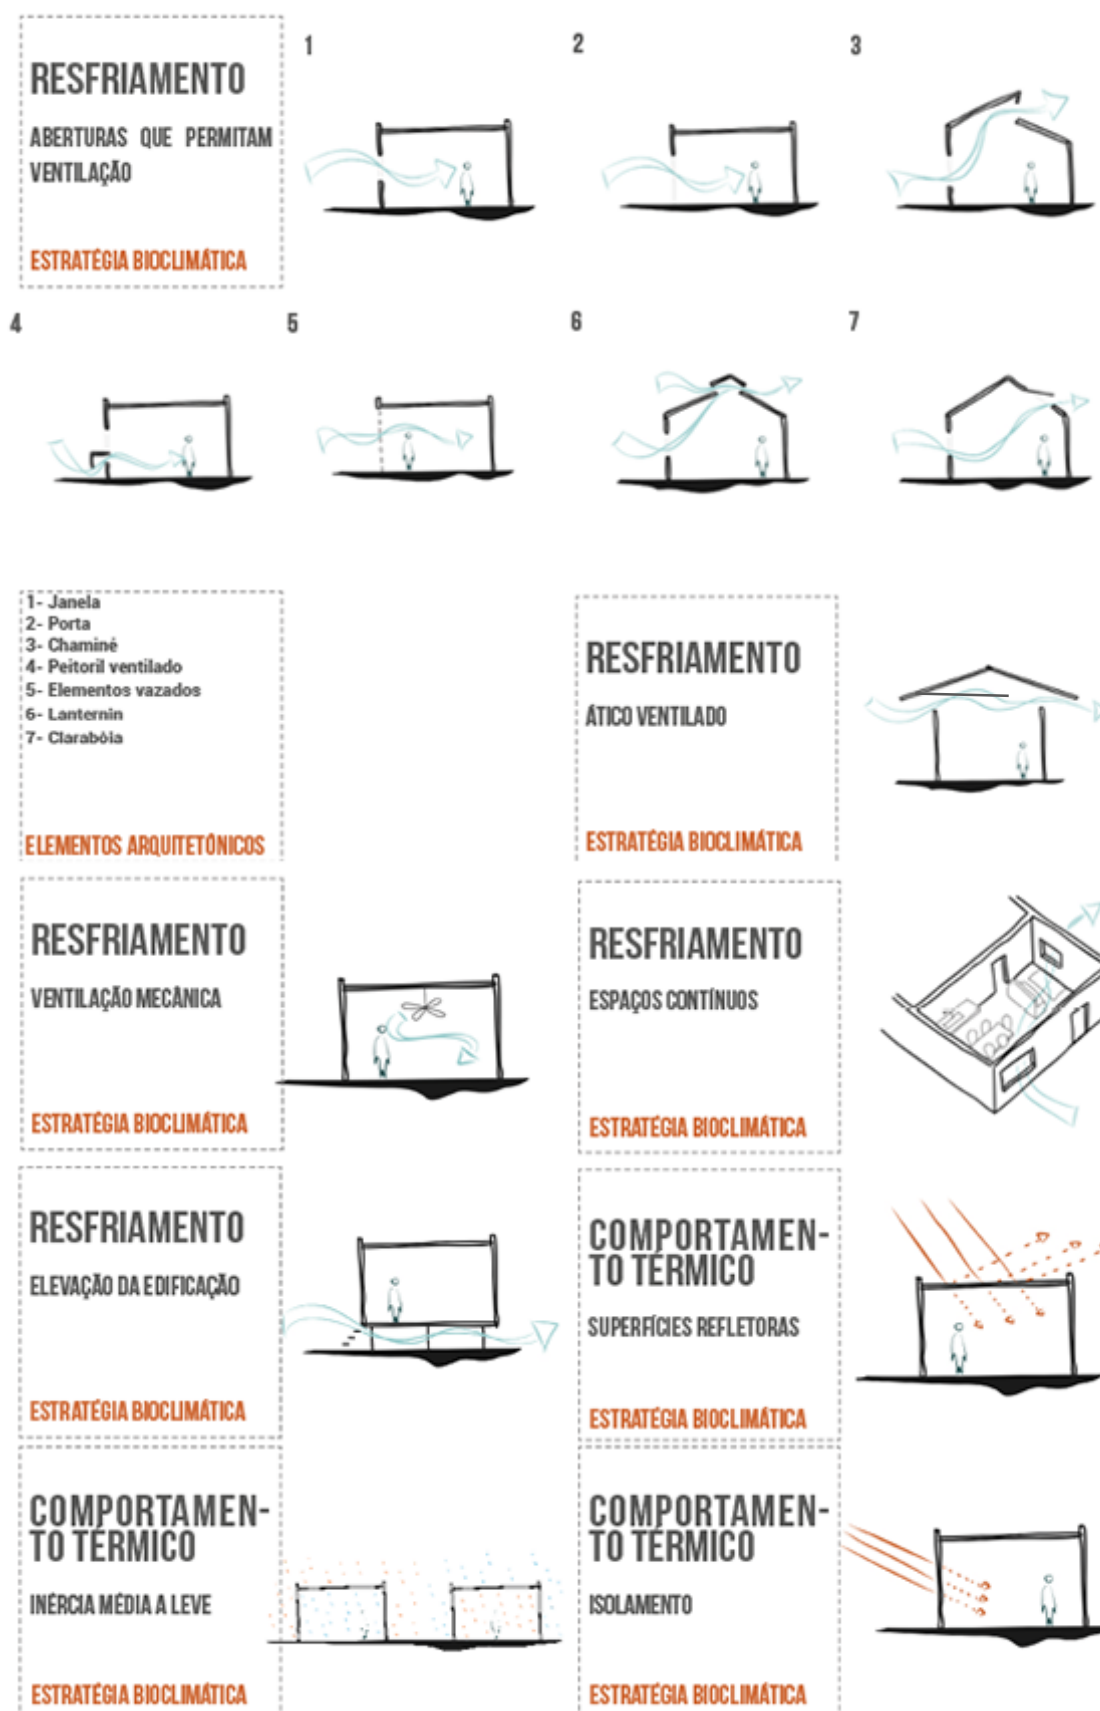 RESFRIAMENTO
ABERTURAS QUE PERMITAM
VENTILAÇÃO
ESTRATÉGIA BIOCLIMÁTICA
1
2
3
4
5
6
7
1- Janela
2- Porta
3- Chaminé
4- Peitoril ventilado
5- Elementos vazados
6- Lanternin
7- Clarabóia
ELEMENTOS ARQUITETÔNICOS
RESFRIAMENTO
ÁTICO VENTILADO
ESTRATÉGIA BIOCLIMÁTICA
RESFRIAMENTO
VENTILAÇÃO MECÂNICA
ESTRATÉGIA BIOCLIMÁTICA
RESFRIAMENTO
ESPAÇOS CONTÍNUOS
ESTRATÉGIA BIOCLIMÁTICA
RESFRIAMENTO
ELEVAÇÃO DA EDIFICAÇÃO
ESTRATÉGIA BIOCLIMÁTICA
COMPORTAMEN-
TO TÉRMICO
SUPERFÍCIES REFLETORAS
ESTRATÉGIA BIOCLIMÁTICA
COMPORTAMEN-
TO TÉRMICO
INÉRCIA MÉDIA A LEVE
ESTRATÉGIA BIOCLIMÁTICA
COMPORTAMEN-
TO TÉRMICO
ISOLAMENTO
ESTRATÉGIA BIOCLIMÁTICA